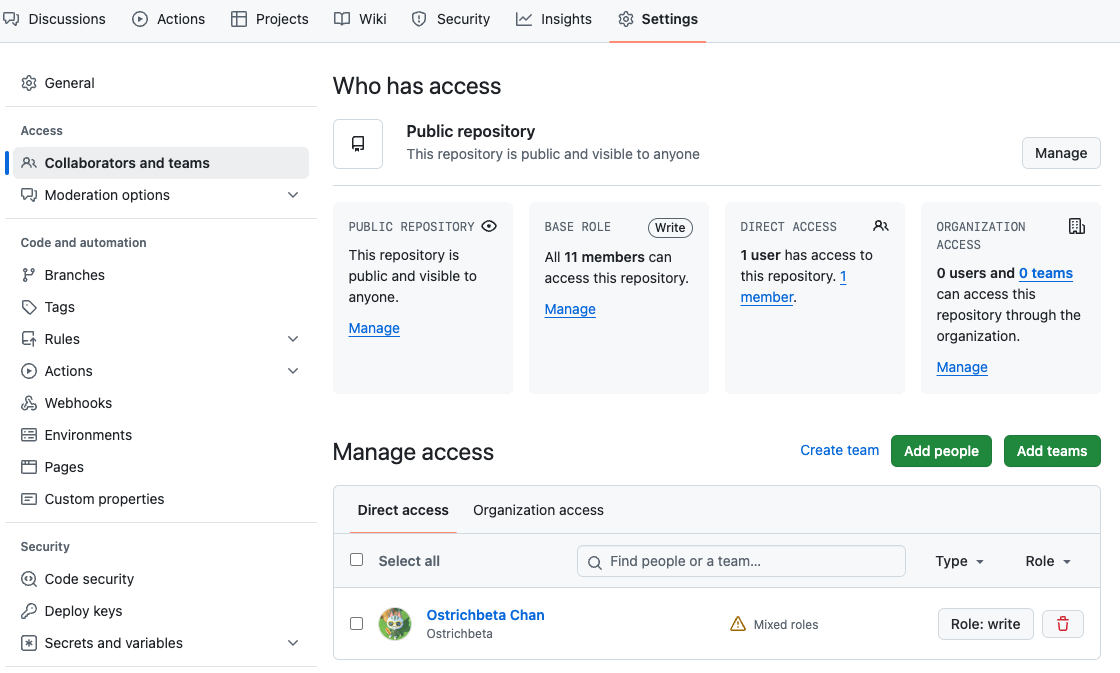 Discussions Actions Projects Wiki Security Insights Settings
General
Access
Collaborators and teams
Moderation options
Code and automation
Branches
Tags
Rules
Actions
Webhooks
Environments
Pages
Custom properties
Security
Code security
Deploy keys
Secrets and variables
Who has access
Public repository
This repository is public and visible to anyone
Manage
PUBLIC REPOSITORY
This repository is
public and visible to
anyone.
Manage
BASE ROLE Write
All 11 members can
access this repository.
Manage
DIRECT ACCESS
1 user has access to
this repository. 1
member.
ORGANIZATION
ACCESS
0 users and 0 teams
can access this
repository through the
organization.
Manage
Manage access
Create team Add people Add teams
Direct access Organization access
Select all Find people or a team... Type Role
Ostrichbeta Chan
Ostrichbeta
Mixed roles
Role: write